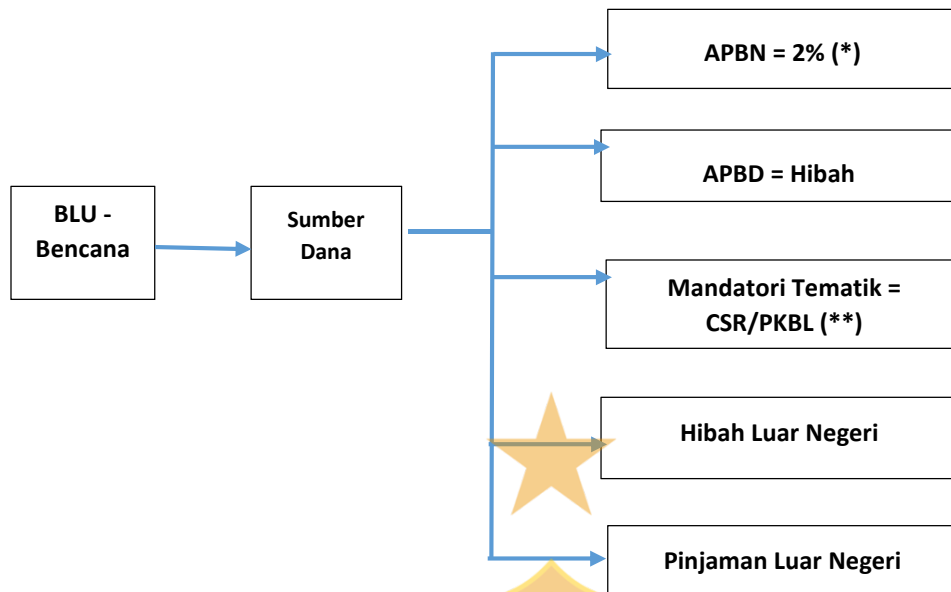 BLU -
Bencana
Sumber
Dana
APBN = 2% (*)
APBD = Hibah
Mandatori Tematik =
CSR/PKBL (**)
Hibah Luar Negeri
Pinjaman Luar Negeri